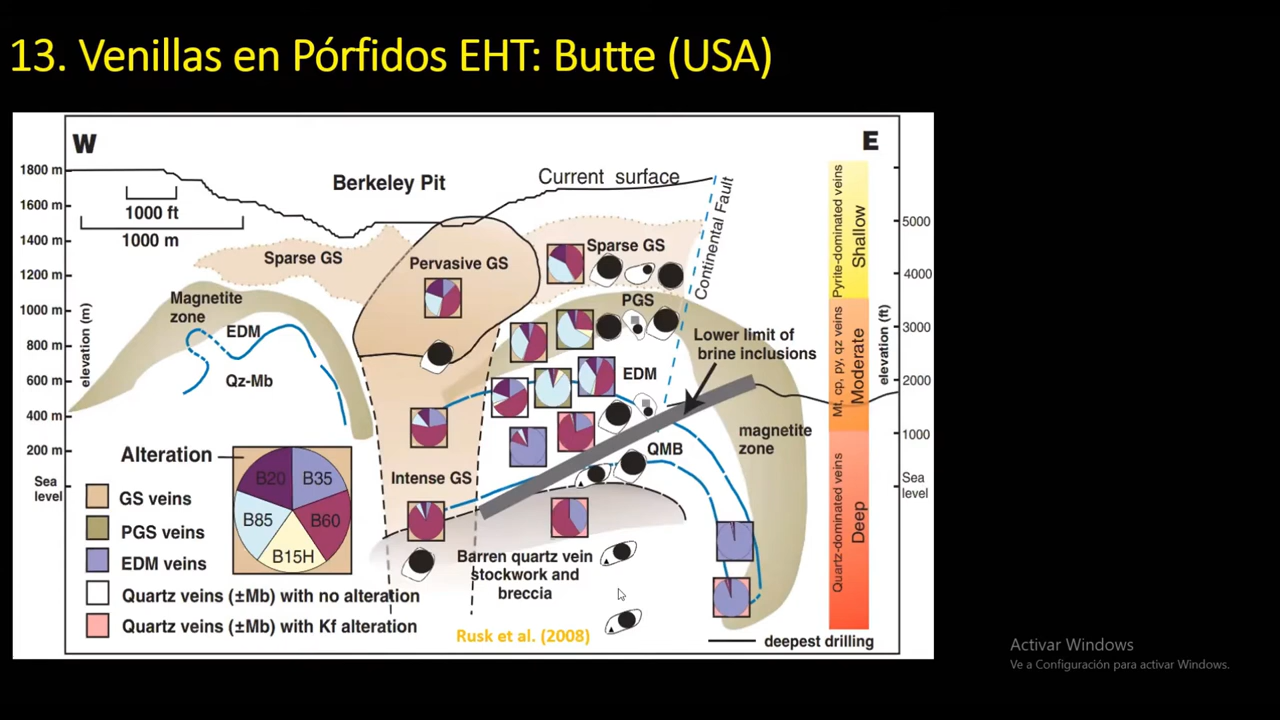 13. Venillas en Pórfidos EHT: Butte (USA)
W
E
1800 m
1600 m
1400 m
1200 m
1000 m
800 m
600 m
400 m
200 m
Sea
level
elevation (m)
1000 ft
1000 m
Berkeley Pit
Current surface
Continental Fault
Sparse GS
Pervasive GS
Sparse GS
Magnetite
zone
EDM
Qz-Mb
PGS
Lower limit of
brine inclusions
EDM
QMB
magnetite
zone
Intense GS
Barren quartz vein
stockwork and
breccia
Alteration
B20
B35
B85
B60
B15H
GS veins
PGS veins
EDM veins
Quartz veins (±Mb) with no alteration
Quartz veins (±Mb) with Kf alteration
Rusk et al. (2008)
deepest drilling
Pyrite-dominated veins
Shallow
Mt, cp, py, qz veins
Moderate
Quartz-dominated veins
Deep
5000
4000
3000
2000
1000
Sea
level
elevation (ft)
Activar Windows
Ve a Configuración para activar Windows.